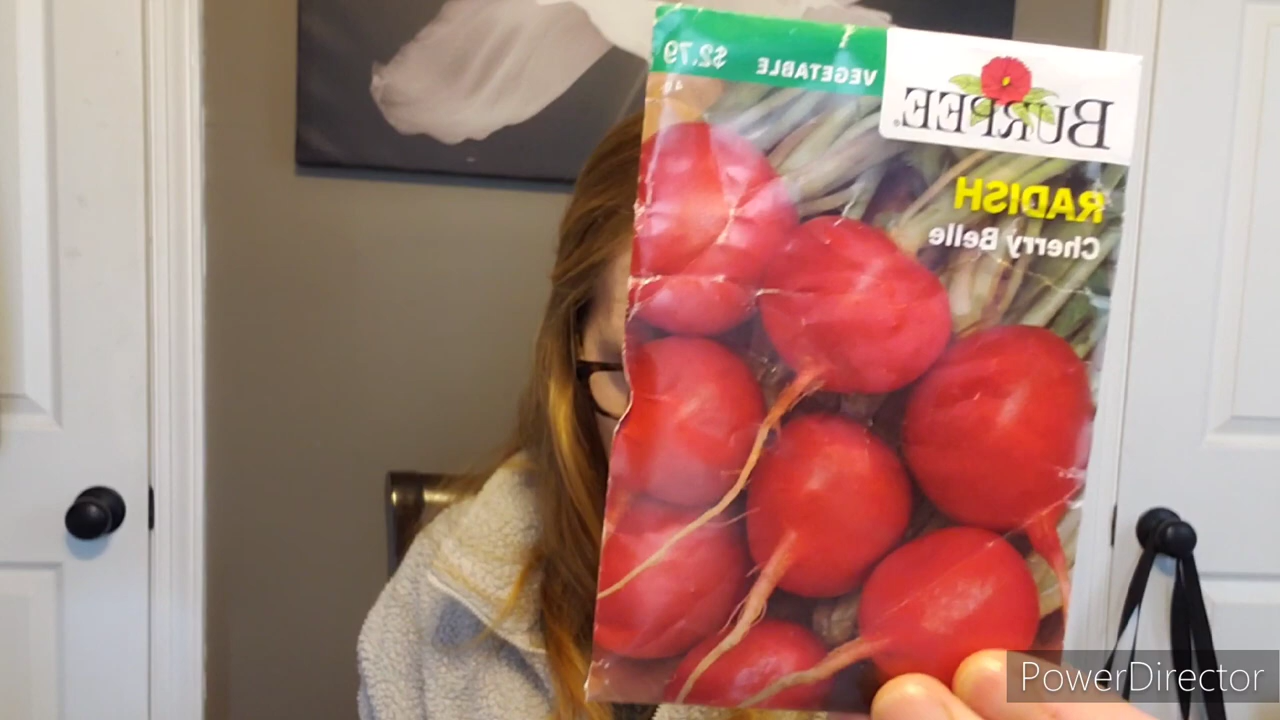 VEGETABLE $2.79
BURPEE®
RADISH
Cherry Belle
PowerDirector